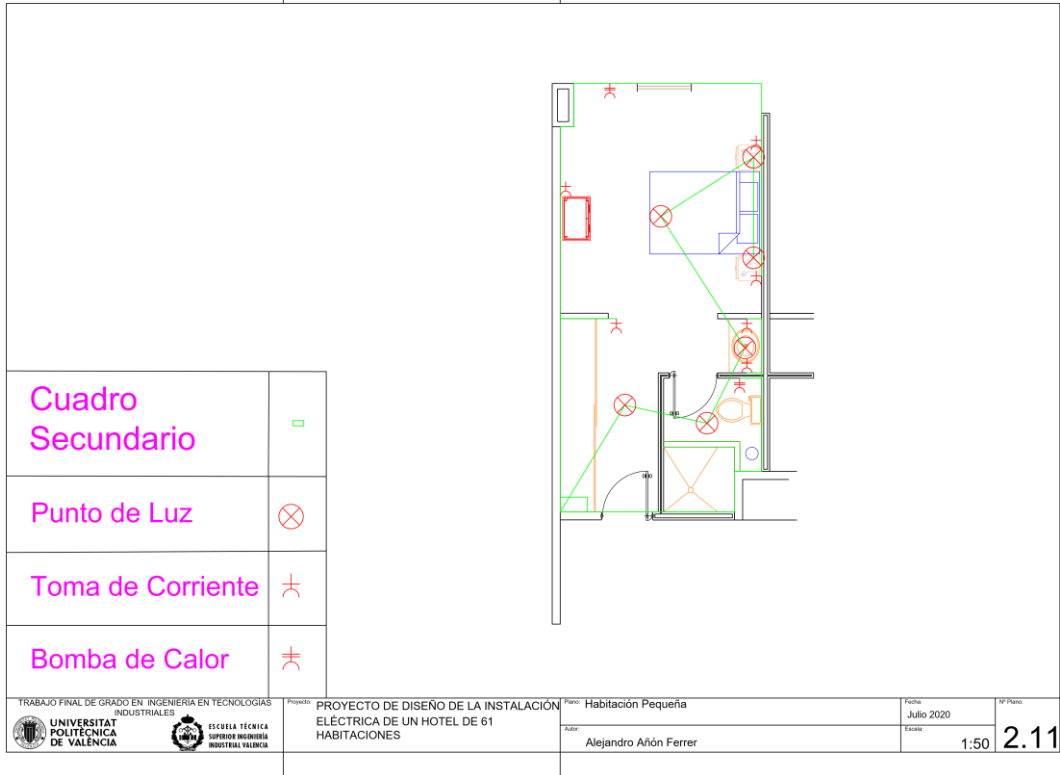 Cuadro
Secundario
Punto de Luz
Toma de Corriente
Bomba de Calor
TRABAJO FINAL DE GRADO EN INGENIERÍA EN TECNOLOGÍAS
INDUSTRIALES
UNIVERSITAT
POLITÈCNICA
DE VALÈNCIA
ESCUELA TÉCNICA
SUPERIOR INGENIERÍA
INDUSTRIAL VALENCIA
Proyecto:
PROYECTO DE DISEÑO DE LA INSTALACIÓN
ELÉCTRICA DE UN HOTEL DE 61
HABITACIONES
Plano:
Habitación Pequeña
Autor:
Alejandro Añón Ferrer
Fecha
Julio 2020
Escala:
1:50
Nº Plano:
2.11